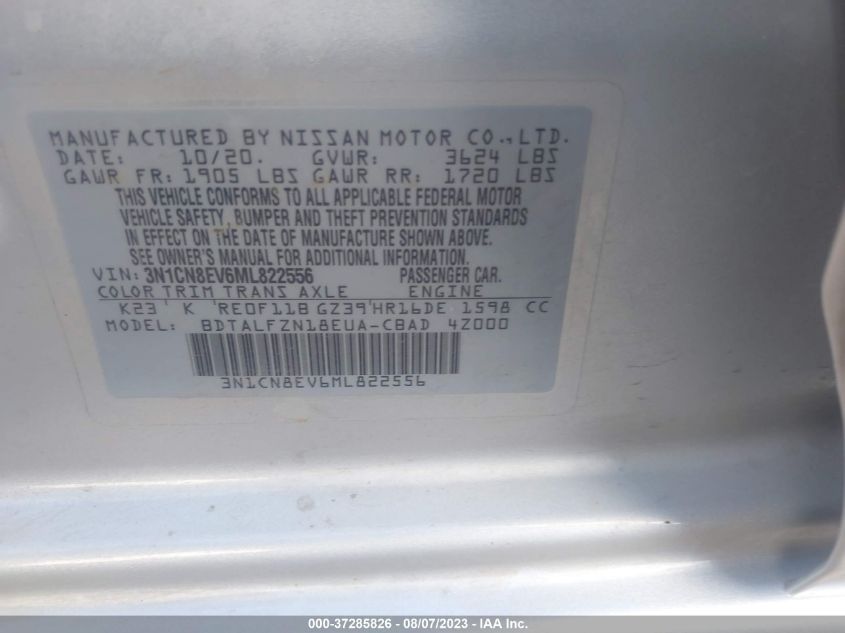 MANUFACTURED BY NISSAN MOTOR CO., LTD.
DATE: 10/20. GVWR: 3624 LBS
GAWR FR: 1905 LBS GAWR RR: 1720 LBS
THIS VEHICLE CONFORMS TO ALL APPLICABLE FEDERAL MOTOR
VEHICLE SAFETY, BUMPER AND THEFT PREVENTION STANDARDS
IN EFFECT ON THE DATE OF MANUFACTURE SHOWN ABOVE.
SEE OWNER'S MANUAL FOR ADDITIONAL INFORMATION.
VIN: 3N1CN8EV6ML822556 PASSENGER CAR.
COLOR TRIM TRANS AXLE ENGINE
K23 ' K 'RE0F11B GZ39'HR16DE 1598 CC
MODEL: BDTALFZN18EUA-CBAD 4Z000
3N1CN8EV6ML822556
000-37285826 - 08/07/2023 - IAA Inc.